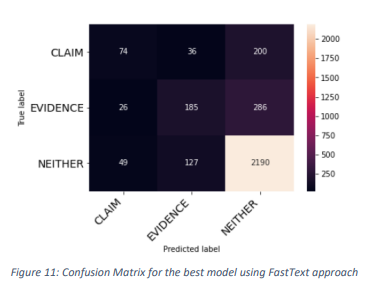 CLAIM 74 36 200
EVIDENCE 26 185 286
NEITHER 49 127 2190
CLAIM EVIDENCE NEITHER
True label
Predicted label
2000
1750
1500
1250
1000
750
500
250
Figure 11: Confusion Matrix for the best model using FastText approach